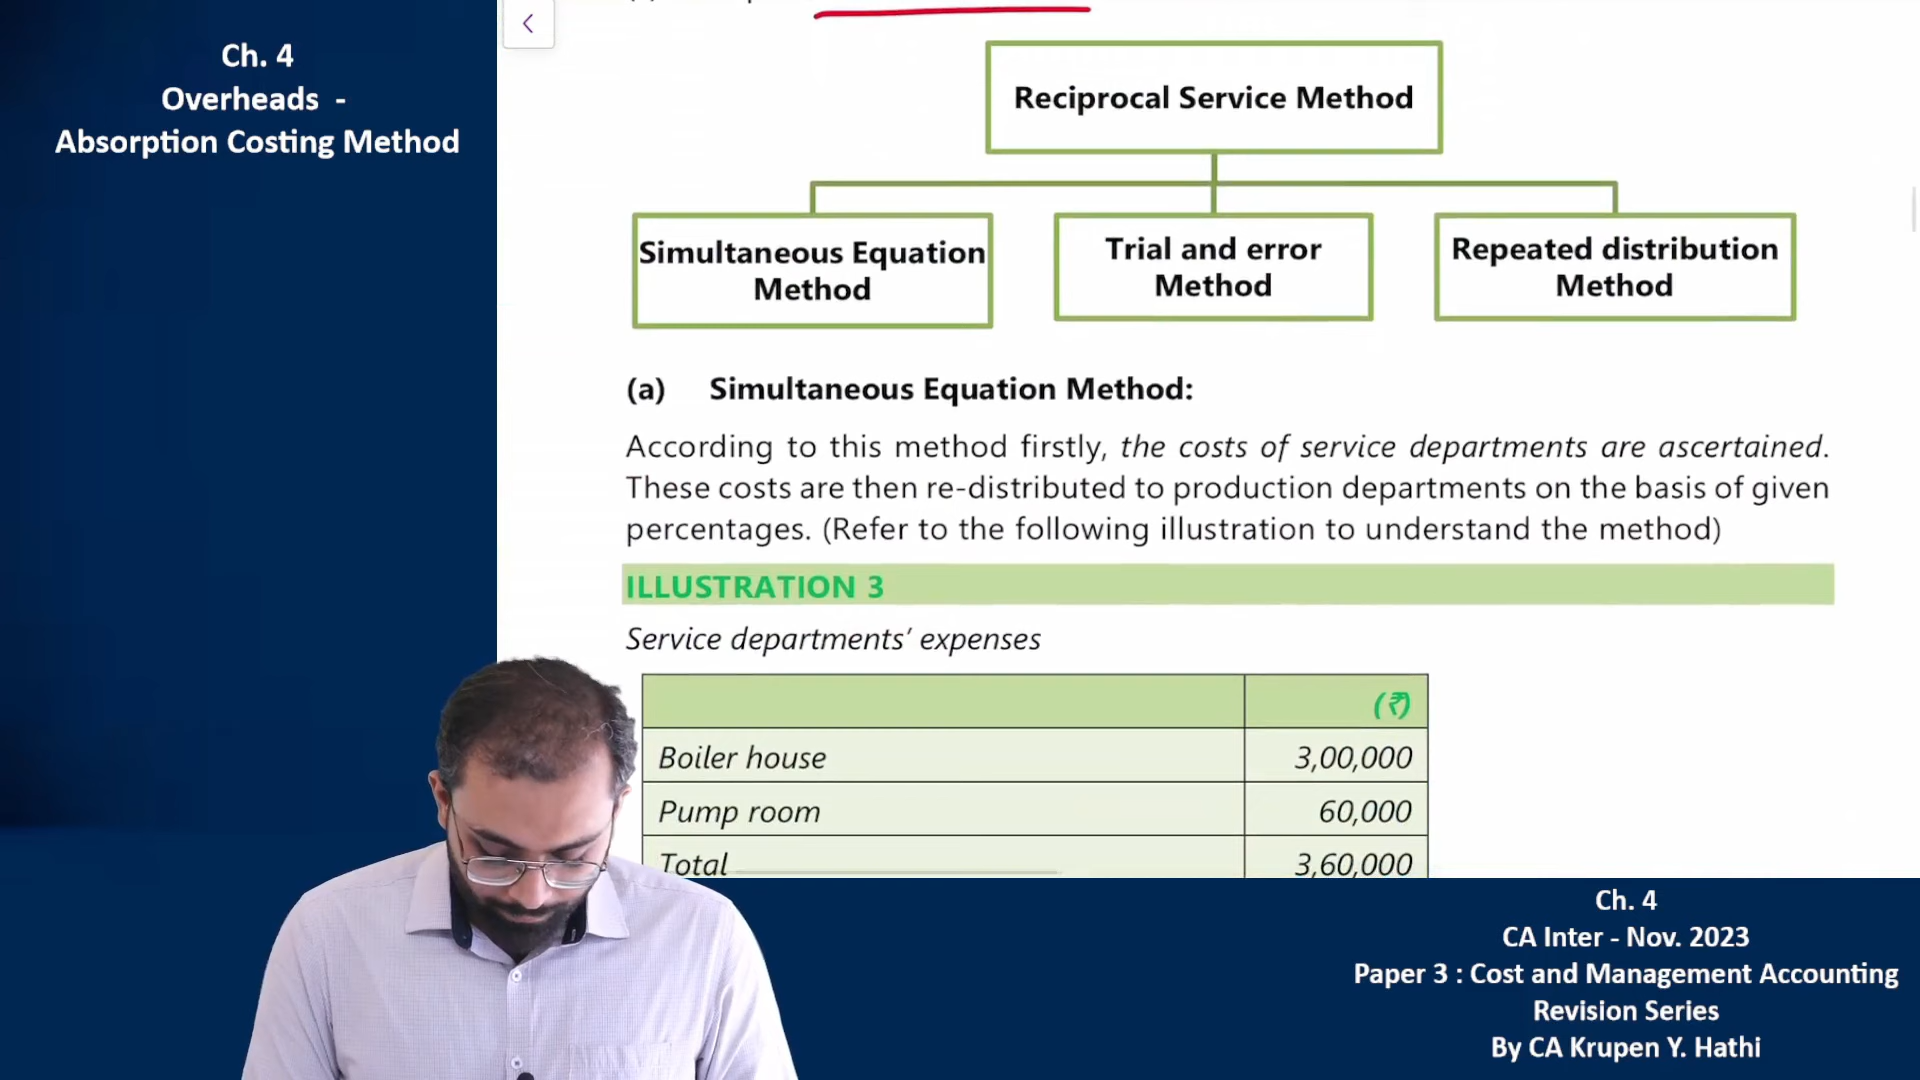 Ch. 4
Overheads -
Absorption Costing Method
Reciprocal Service Method
Simultaneous Equation
Method
Trial and error
Method
Repeated distribution
Method
(a) Simultaneous Equation Method:
According to this method firstly, the costs of service departments are ascertained.
These costs are then re-distributed to production departments on the basis of given
percentages. (Refer to the following illustration to understand the method)
ILLUSTRATION 3
Service departments' expenses
(₹)
Boiler house 3,00,000
Pump room 60,000
Total 3,60,000
Ch. 4
CA Inter - Nov. 2023
Paper 3 : Cost and Management Accounting
Revision Series
By CA Krupen Y. Hathi